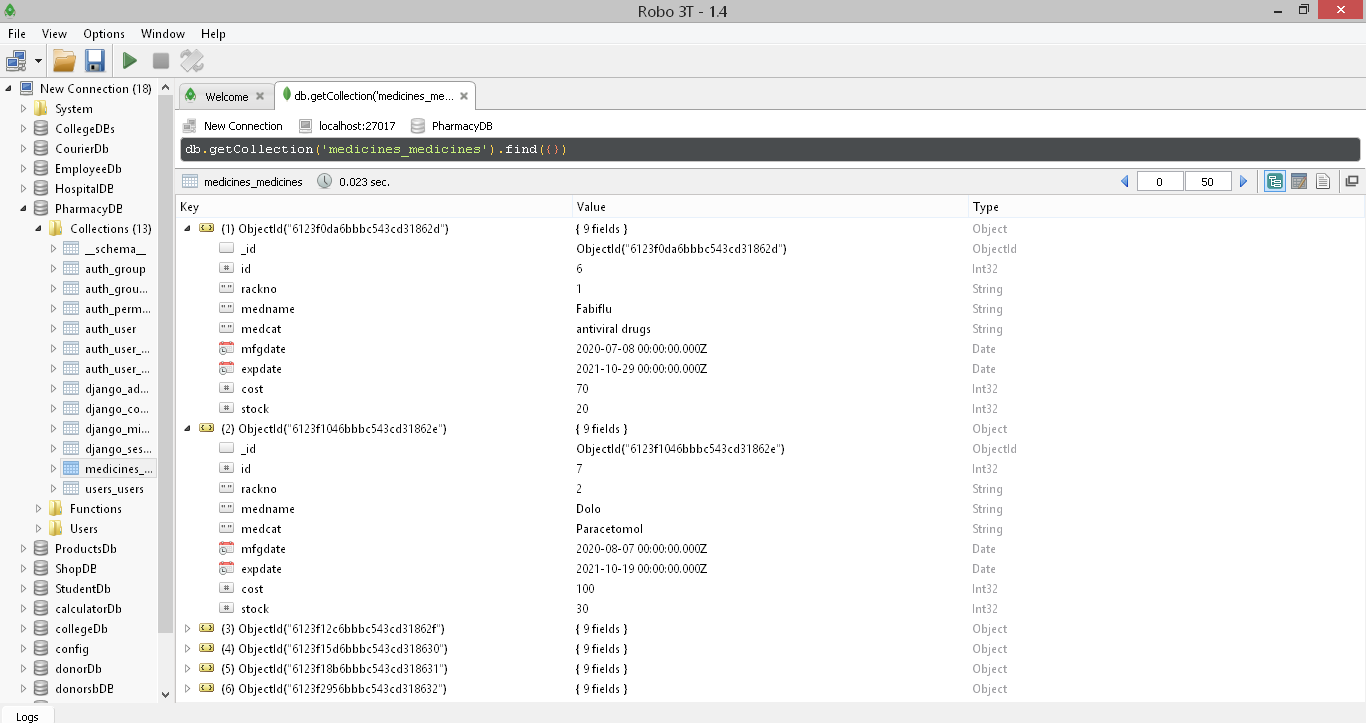 Robo 3T - 1.4
File View Options Window Help
New Connection (18)
System
CollegeDBs
CourierDb
EmployeeDb
HospitalDB
PharmacyDB
Collections (13)
__schema__
auth_group
auth_grou...
auth_perm...
auth_user
auth_user_...
auth_user_...
django_ad...
django_co...
django_mi...
django_ses...
medicines_...
users_users
Functions
Users
ProductsDb
ShopDB
StudentDb
calculatorDb
collegeDb
config
donorDb
donorsbDB
Logs
Welcome db.getCollection('medicines_me...
New Connection localhost:27017 PharmacyDB
db.getCollection('medicines_medicines').find({})
medicines_medicines 0.023 sec. 0 50
Key Value Type
(1) ObjectId("6123f0da6bbbc543cd31862d") { 9 fields } Object
_id ObjectId("6123f0da6bbbc543cd31862d") ObjectId
id 6 Int32
rackno 1 String
medname Fabiflu String
medcat antiviral drugs String
mfgdate 2020-07-08 00:00:00.000Z Date
expdate 2021-10-29 00:00:00.000Z Date
cost 70 Int32
stock 20 Int32
(2) ObjectId("6123f1046bbbc543cd31862e") { 9 fields } Object
_id ObjectId("6123f1046bbbc543cd31862e") ObjectId
id 7 Int32
rackno 2 String
medname Dolo String
medcat Paracetomol String
mfgdate 2020-08-07 00:00:00.000Z Date
expdate 2021-10-19 00:00:00.000Z Date
cost 100 Int32
stock 30 Int32
(3) ObjectId("6123f12c6bbbc543cd31862f") { 9 fields } Object
(4) ObjectId("6123f15d6bbbc543cd318630") { 9 fields } Object
(5) ObjectId("6123f18b6bbbc543cd318631") { 9 fields } Object
(6) ObjectId("6123f2956bbbc543cd318632") { 9 fields } Object